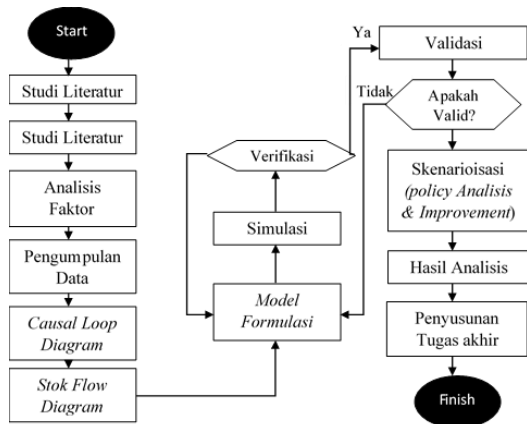 Start
Studi Literatur
Studi Literatur
Analisis
Faktor
Pengumpulan
Data
Causal Loop
Diagram
Stok Flow
Diagram
Verifikasi
Simulasi
Model
Formulasi
Ya
Validasi
Tidak
Apakah
Valid?
Skenarioisasi
(policy Analisis
& Improvement)
Hasil Analisis
Penyusunan
Tugas akhir
Finish